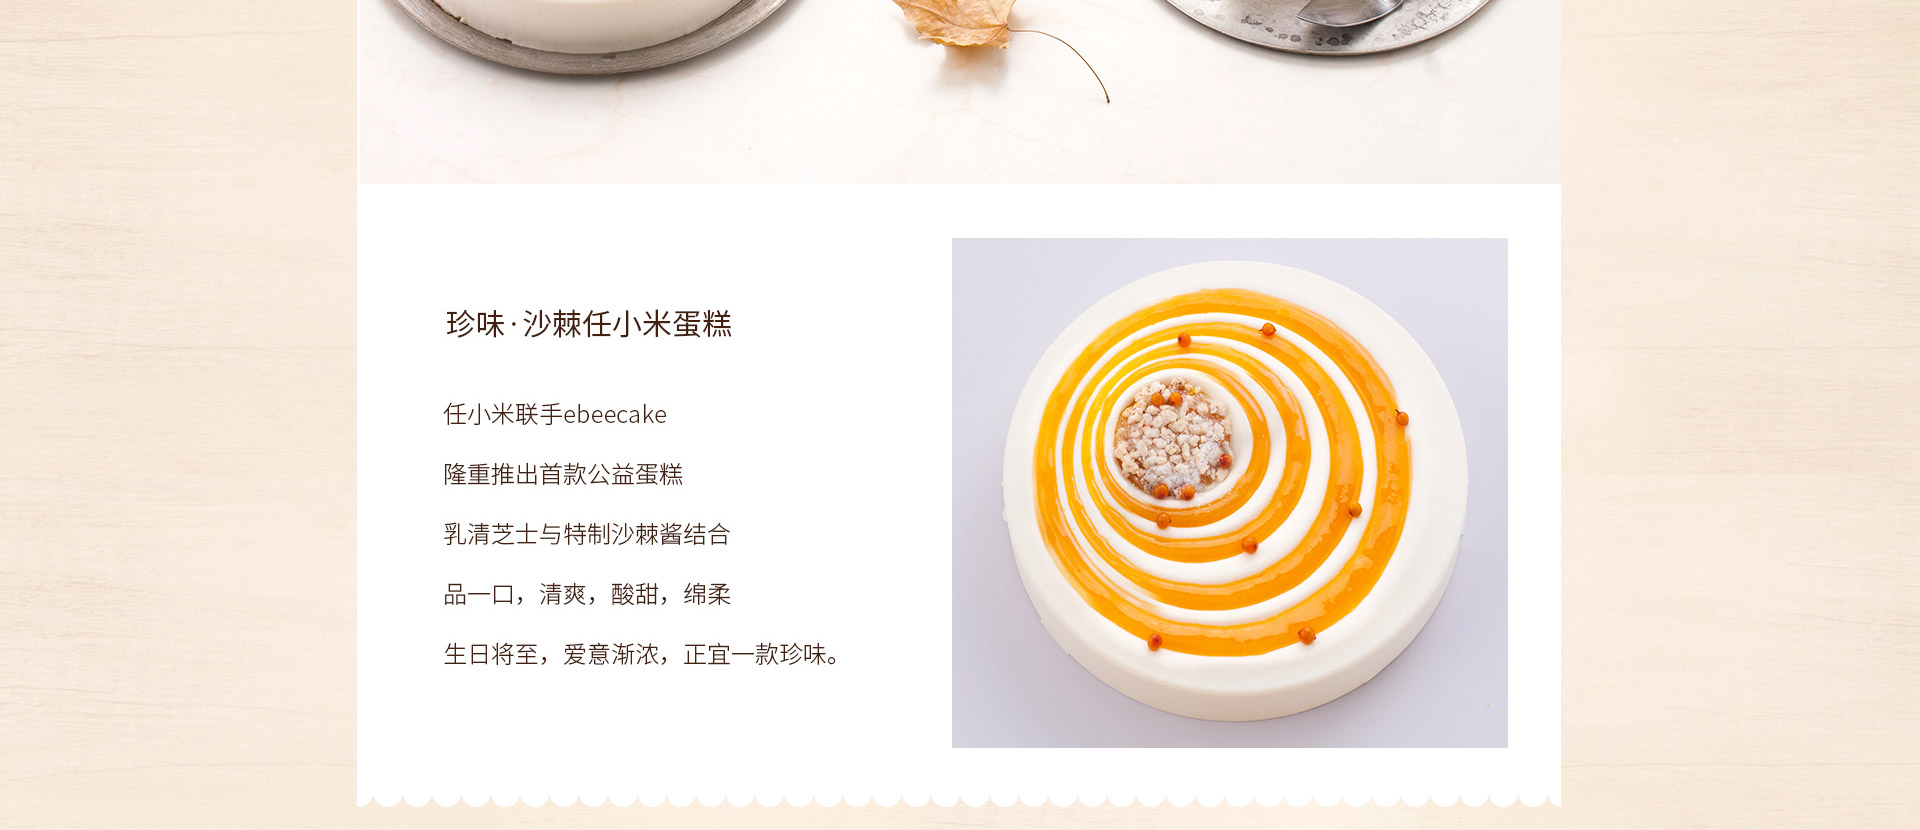 珍味·沙棘任小米蛋糕
任小米联手ebeecake
隆重推出首款公益蛋糕
乳清芝士与特制沙棘酱结合
品一口，清爽，酸甜，绵柔
生日将至，爱意渐浓，正宜一款珍味。